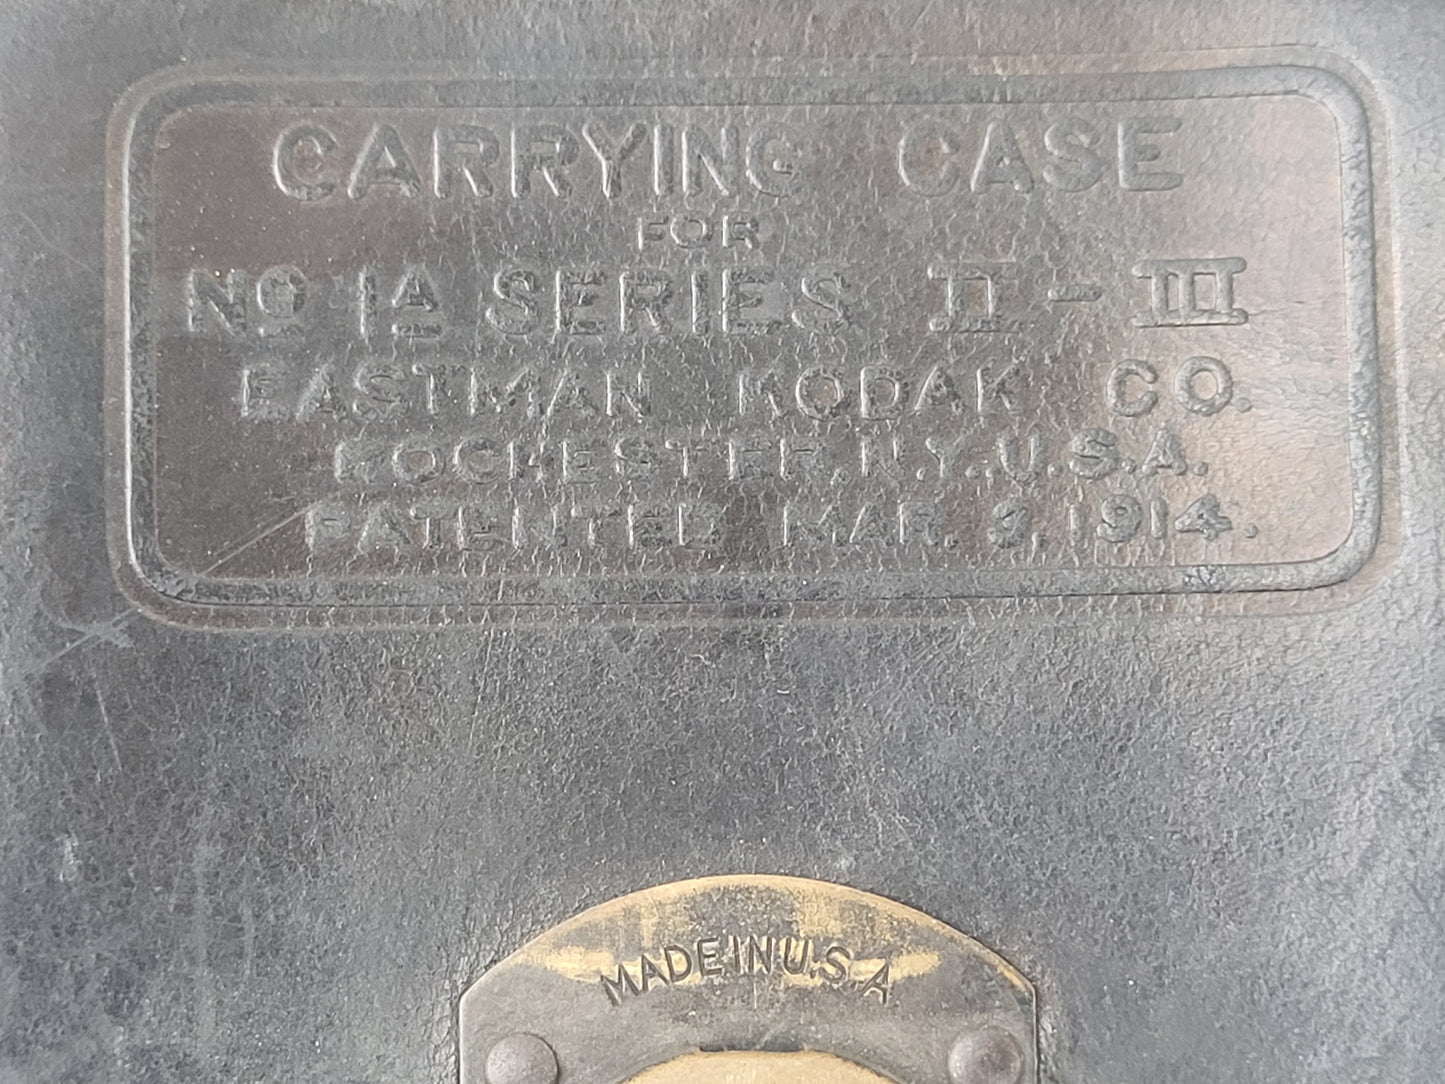 CARRYING CASE
FOR
No 1A SERIES II - III
EASTMAN KODAK CO.
ROCHESTER, N.Y., U.S.A.
PATENTED MAR. 3, 1914.
MADE IN U.S.A